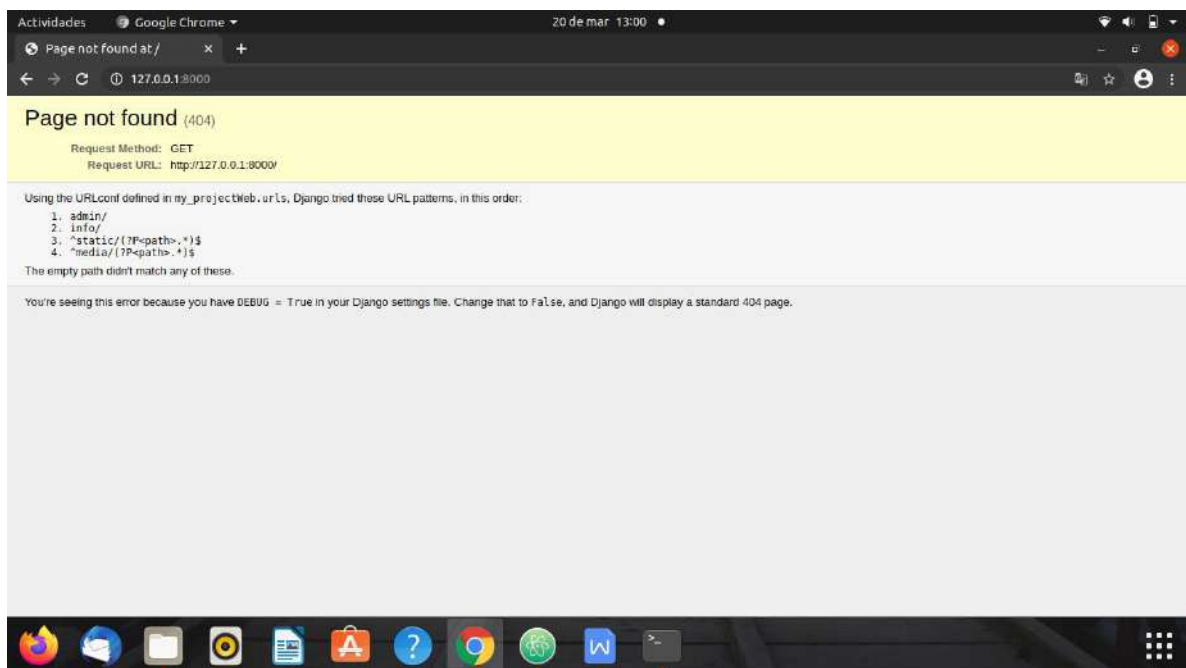 Actividades Google Chrome 20 de mar 13:00
Page not found at /
127.0.0.1:8000
Page not found (404)
Request Method: GET
Request URL: http://127.0.0.1:8000/
Using the URLconf defined in my_projectWeb.urls, Django tried these URL patterns, in this order:
1. admin/
2. info/
3. ^static/(?P<path>.*)$
4. ^media/(?P<path>.*)$
The empty path didn't match any of these.
You're seeing this error because you have DEBUG = True in your Django settings file. Change that to False, and Django will display a standard 404 page.